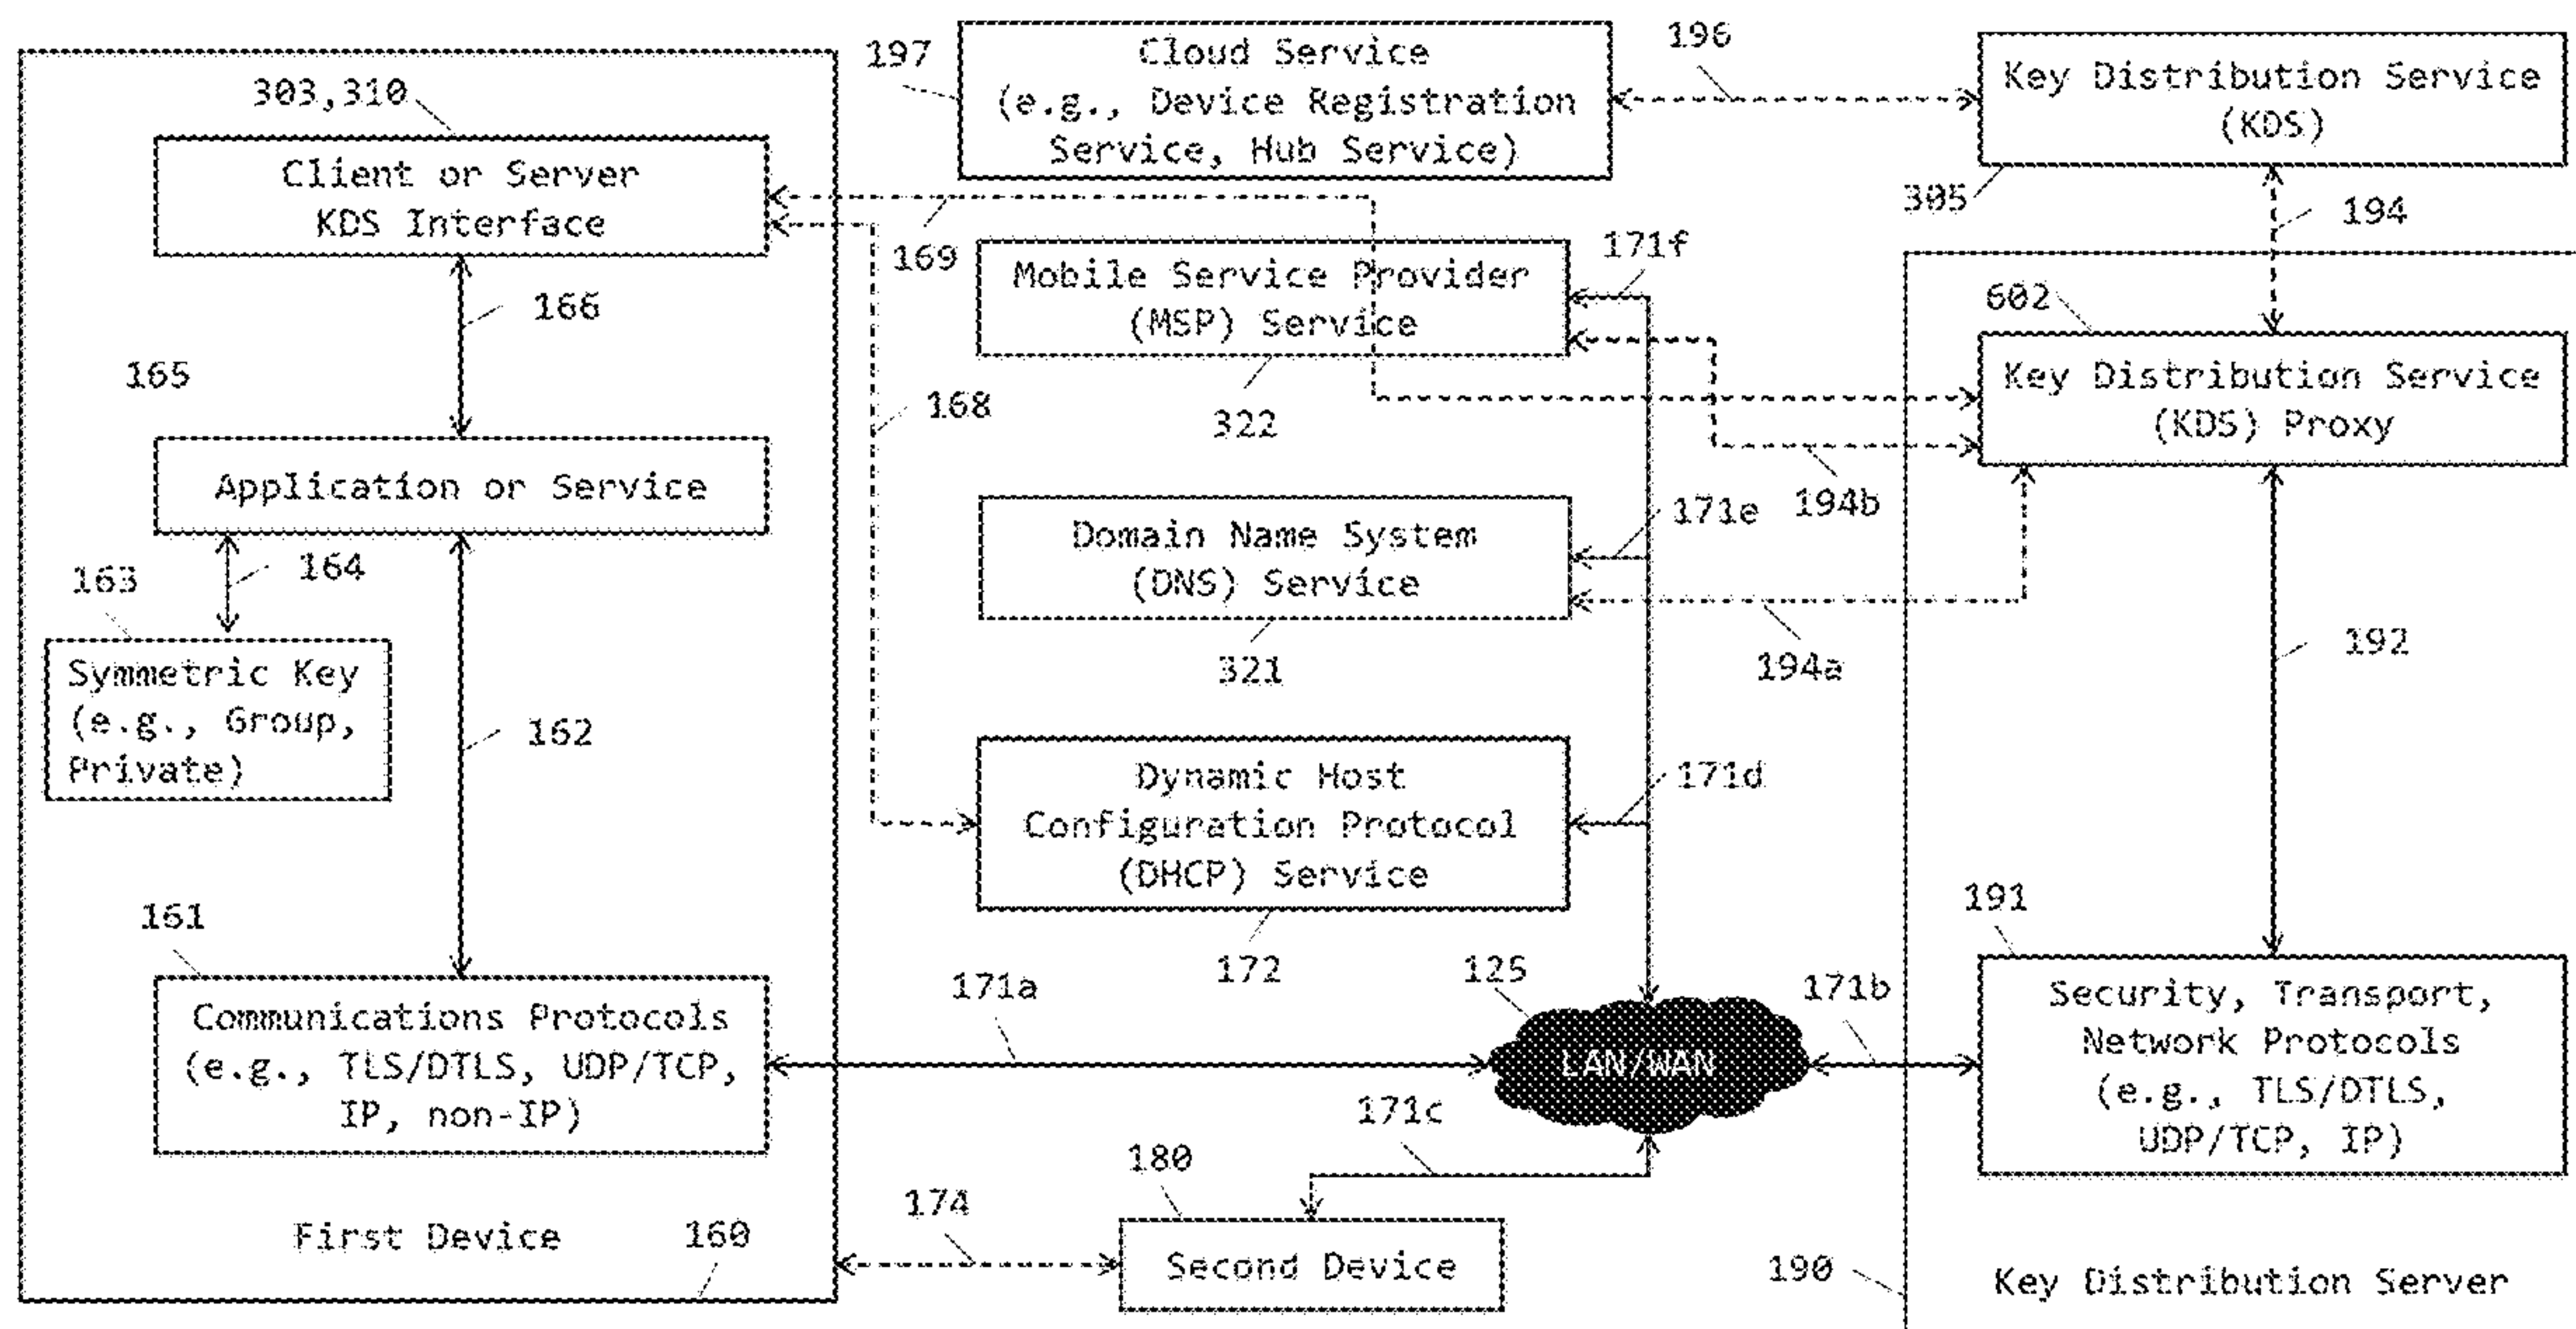 303,310
Client or Server
KDS Interface
166
165
Application or Service
163
164
Symmetric Key
(e.g., Group,
Private)
162
161
Communications Protocols
(e.g., TLS/DTLS, UDP/TCP,
IP, non-IP)
First Device
160
197
Cloud Service
(e.g., Device Registration
Service, Hub Service)
196
169
168
Mobile Service Provider
(MSP) Service
171f
322
Domain Name System
(DNS) Service
171e
194b
321
194a
Dynamic Host
Configuration Protocol
(DHCP) Service
171d
172
171a
125
LAN/WAN
171b
171c
180
174
Second Device
Key Distribution Service
(KDS)
305
194
602
Key Distribution Service
(KDS) Proxy
192
191
Security, Transport,
Network Protocols
(e.g., TLS/DTLS,
UDP/TCP, IP)
190
Key Distribution Server